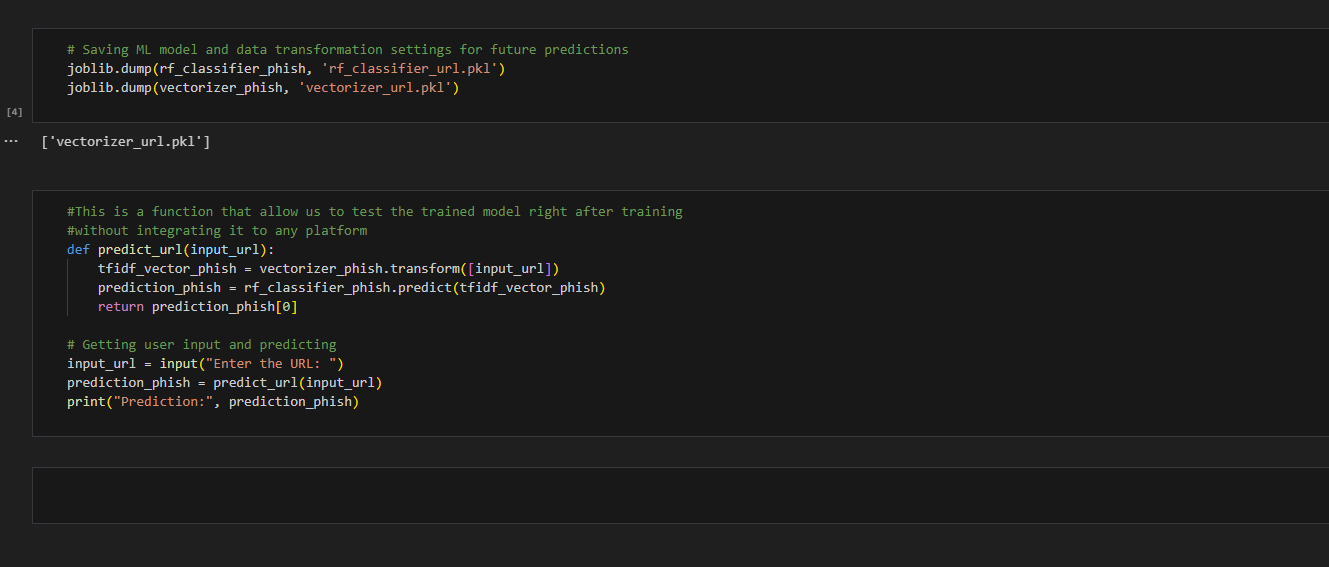 # Saving ML model and data transformation settings for future predictions
joblib.dump(rf_classifier_phish, 'rf_classifier_url.pkl')
joblib.dump(vectorizer_phish, 'vectorizer_url.pkl')
[4]
... ['vectorizer_url.pkl']
#This is a function that allow us to test the trained model right after training
#without integrating it to any platform
def predict_url(input_url):
    tfidf_vector_phish = vectorizer_phish.transform([input_url])
    prediction_phish = rf_classifier_phish.predict(tfidf_vector_phish)
    return prediction_phish[0]
# Getting user input and predicting
input_url = input("Enter the URL: ")
prediction_phish = predict_url(input_url)
print("Prediction:", prediction_phish)